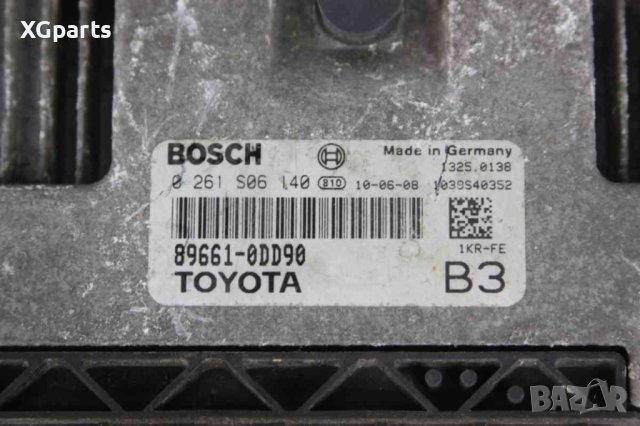 XGparts
BOSCH
Made in Germany
1325.0138
0 261 S06 140 810 10-06-08 1039S40352
89661-0DD90
1KR-FE
TOYOTA
B3
BAZAR